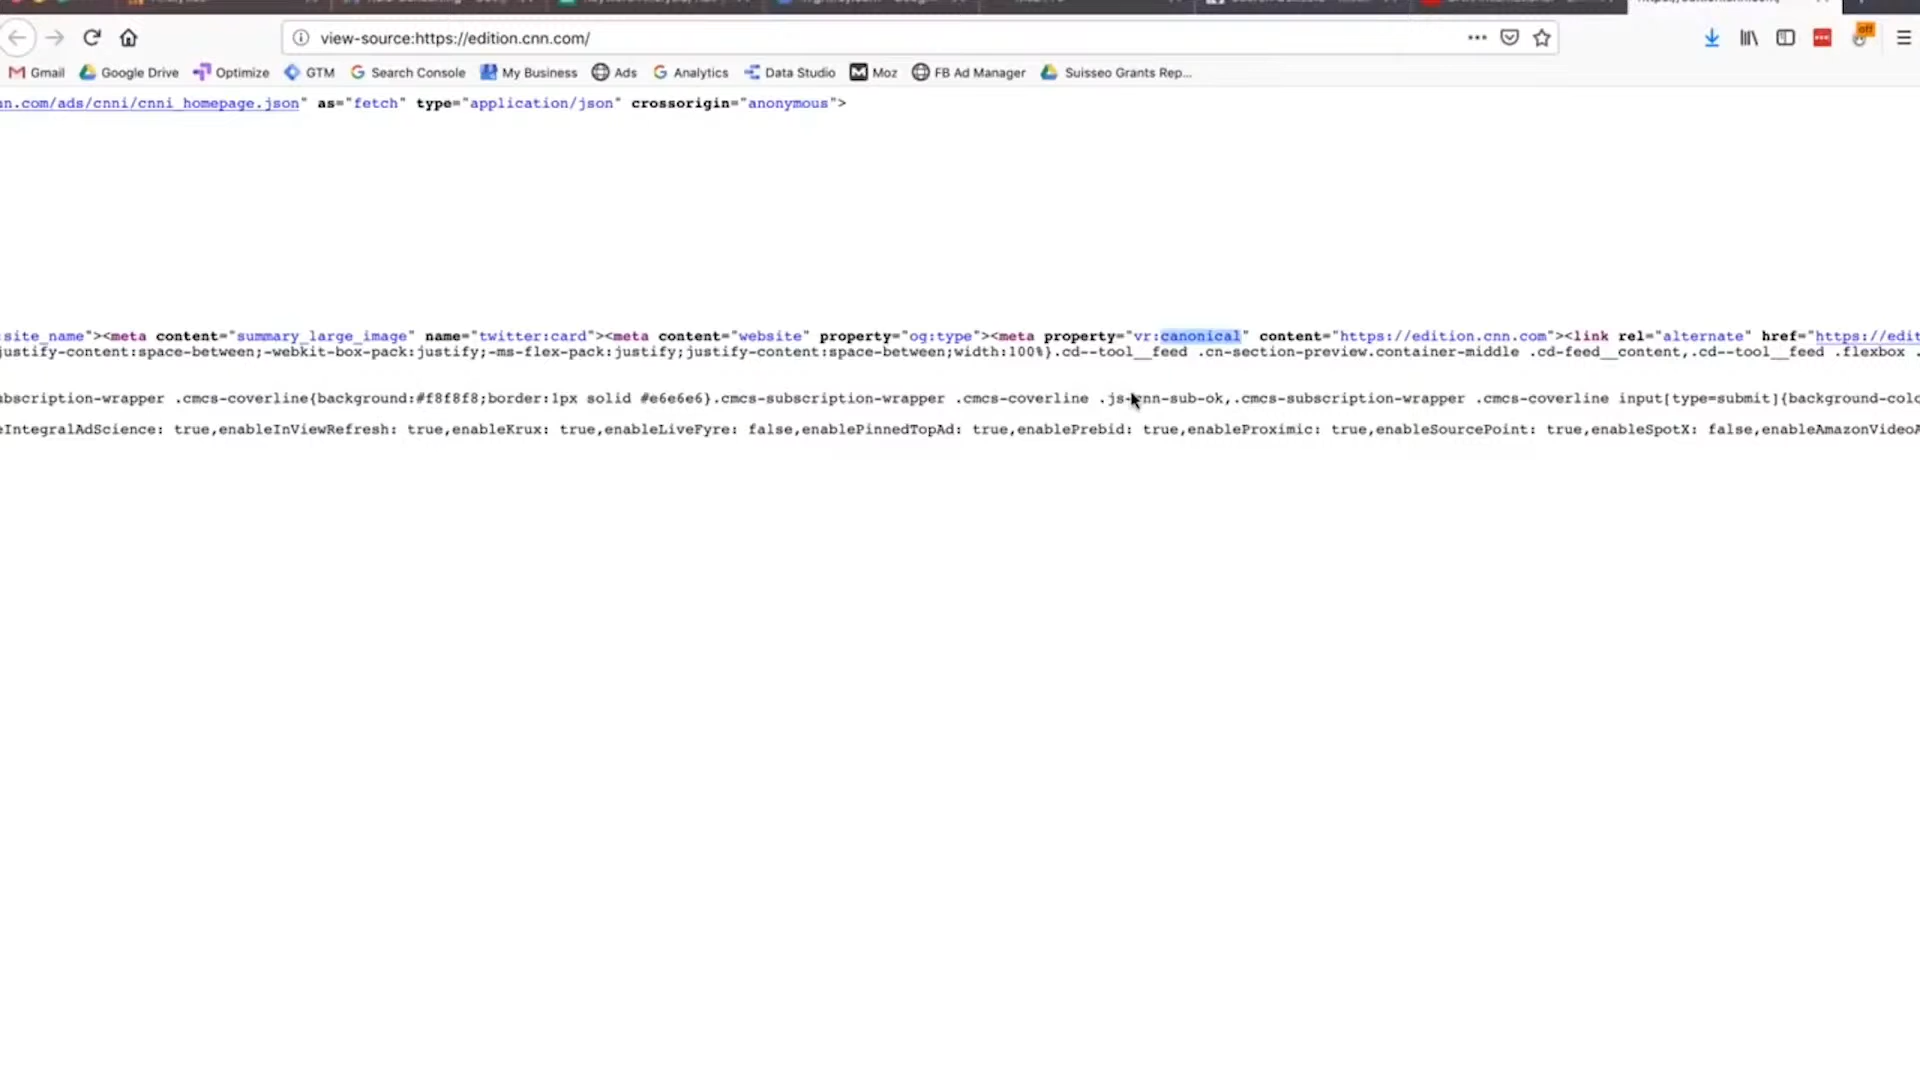 view-source:https://edition.cnn.com/
off
Gmail Google Drive Optimize GTM Search Console My Business Ads Analytics Data Studio Moz FB Ad Manager Suisseo Grants Rep...
nn.com/ads/cnni/cnni_homepage.json" as="fetch" type="application/json" crossorigin="anonymous">
:site_name"><meta content="summary_large_image" name="twitter:card"><meta content="website" property="og:type"><meta property="vr:canonical" content="https://edition.cnn.com"><link rel="alternate" href="https://edit
justify-content:space-between;-webkit-box-pack:justify;-ms-flex-pack:justify;justify-content:space-between;width:100%}.cd--tool__feed .cn-section-preview.container-middle .cd-feed__content,.cd--tool__feed .flexbox .
ubscription-wrapper .cmcs-coverline{background:#f8f8f8;border:1px solid #e6e6e6}.cmcs-subscription-wrapper .cmcs-coverline .js-cnn-sub-ok,.cmcs-subscription-wrapper .cmcs-coverline input[type=submit]{background-colo
eIntegralAdScience: true,enableInViewRefresh: true,enableKrux: true,enableLiveFyre: false,enablePinnedTopAd: true,enablePrebid: true,enableProximic: true,enableSourcePoint: true,enableSpotX: false,enableAmazonVideoA